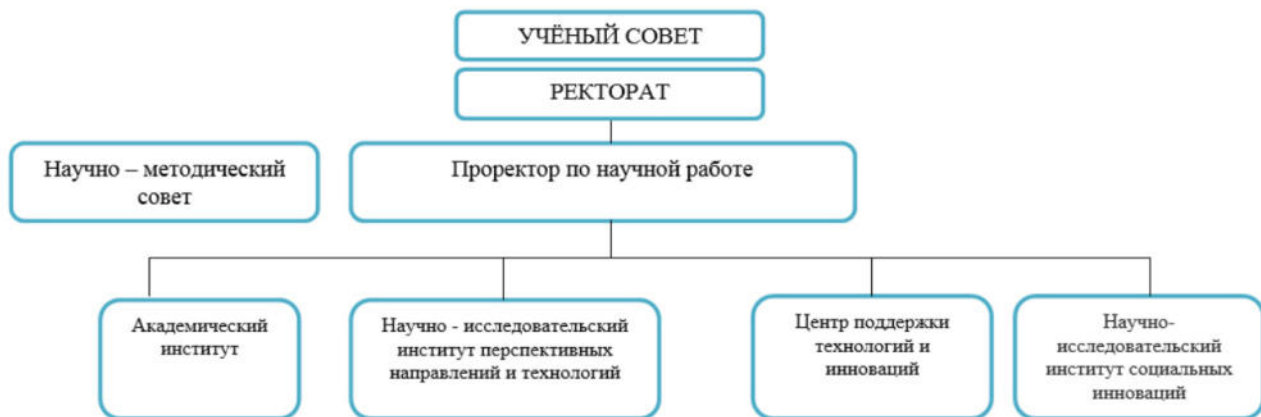 УЧЁНЫЙ СОВЕТ
РЕКТОРАТ
Научно – методический
совет
Проректор по научной работе
Академический
институт
Научно - исследовательский
институт перспективных
направлений и технологий
Центр поддержки
технологий и
инноваций
Научно-
исследовательский
институт социальных
инноваций